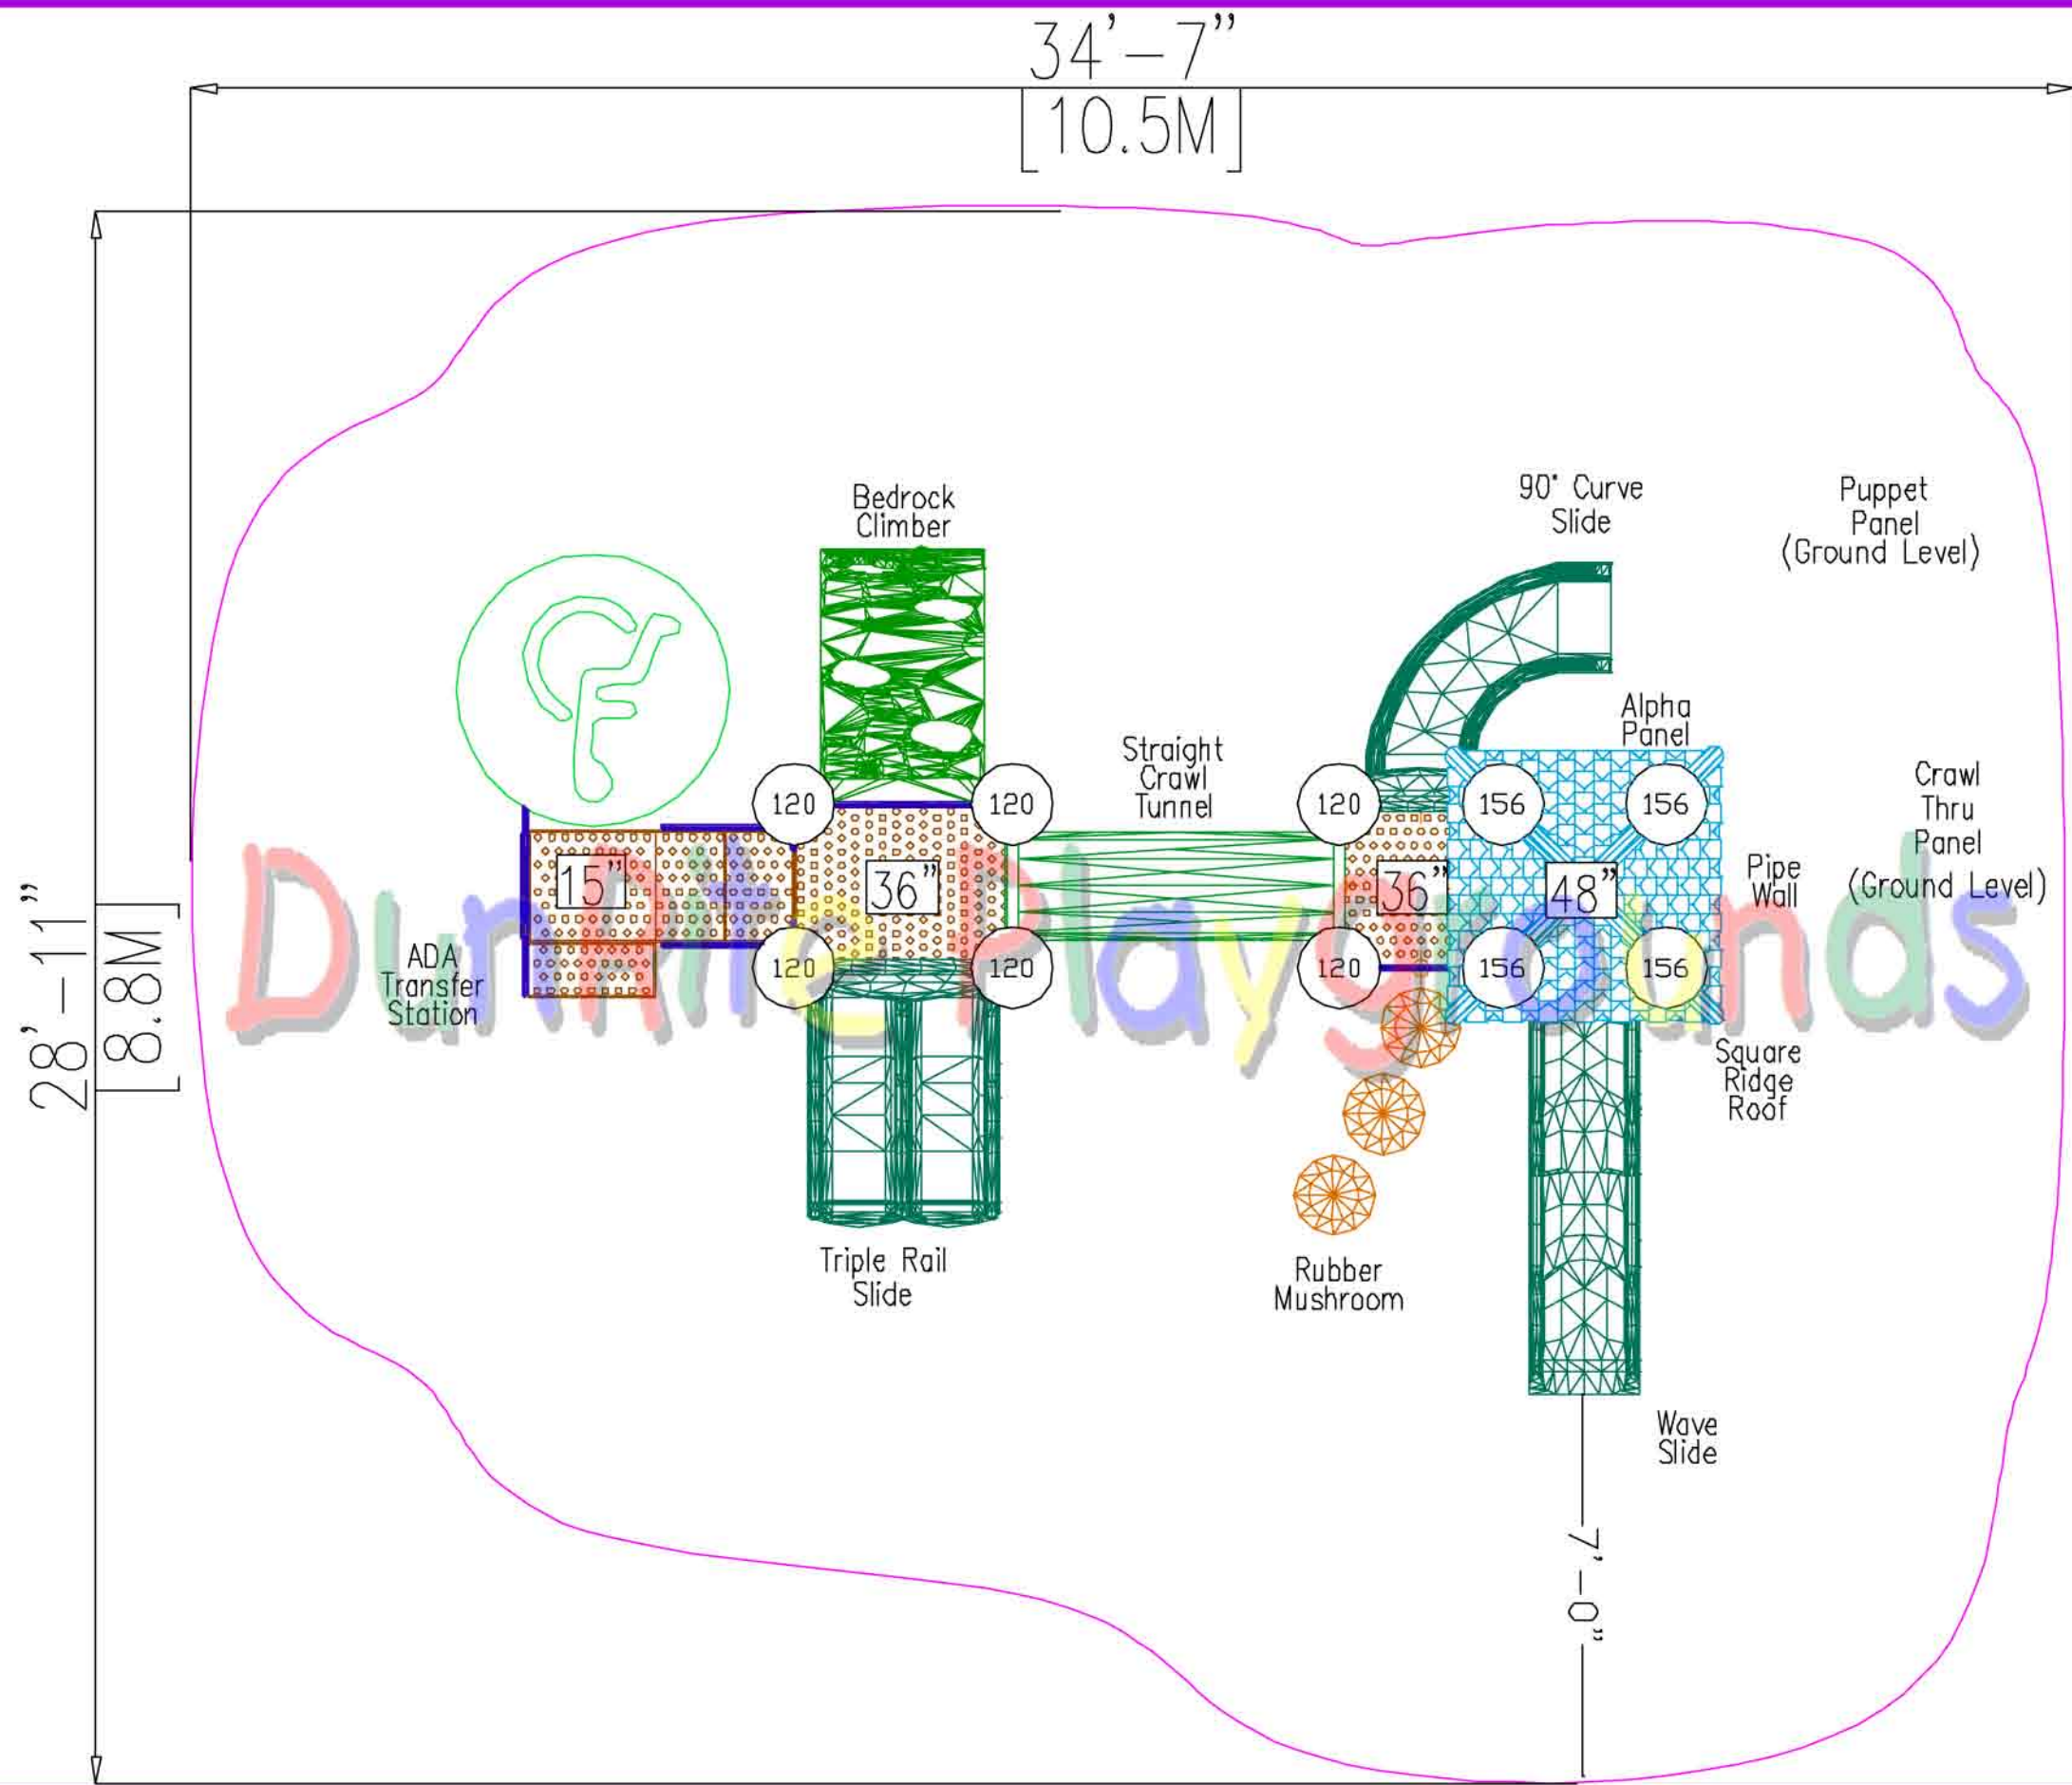 34'-7"
[10.5M]
28'-11"
[8.8M]
Bedrock
Climber
90° Curve
Slide
Puppet
Panel
(Ground Level)
Alpha
Panel
Straight
Crawl
Tunnel
Crawl
Thru
Panel
(Ground Level)
120
120
120
156
156
15"
36"
36"
48"
Pipe
Wall
DunRite Playgrounds
ADA
Transfer
Station
120
120
120
156
156
Square
Ridge
Roof
Triple Rail
Slide
Rubber
Mushroom
Wave
Slide
7'-0"